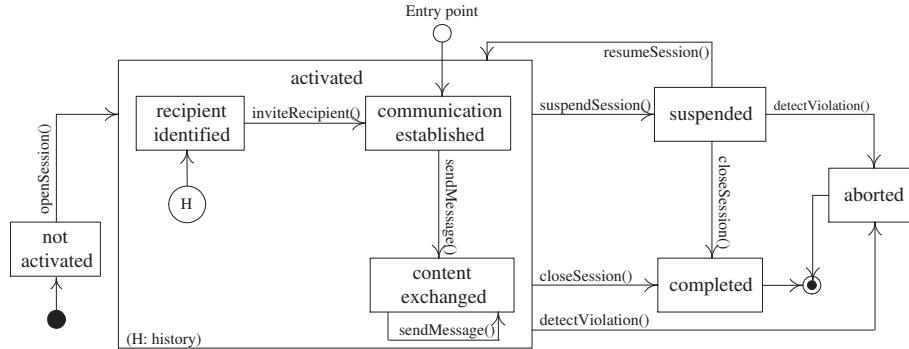 Entry point
resumeSession()
activated
recipient
identified
inviteRecipient()
communication
established
suspendSession()
suspended
detectViolation()
openSession()
sendMessage()
closeSession()
H
not
activated
aborted
content
exchanged
closeSession()
completed
sendMessage()
detectViolation()
(H: history)